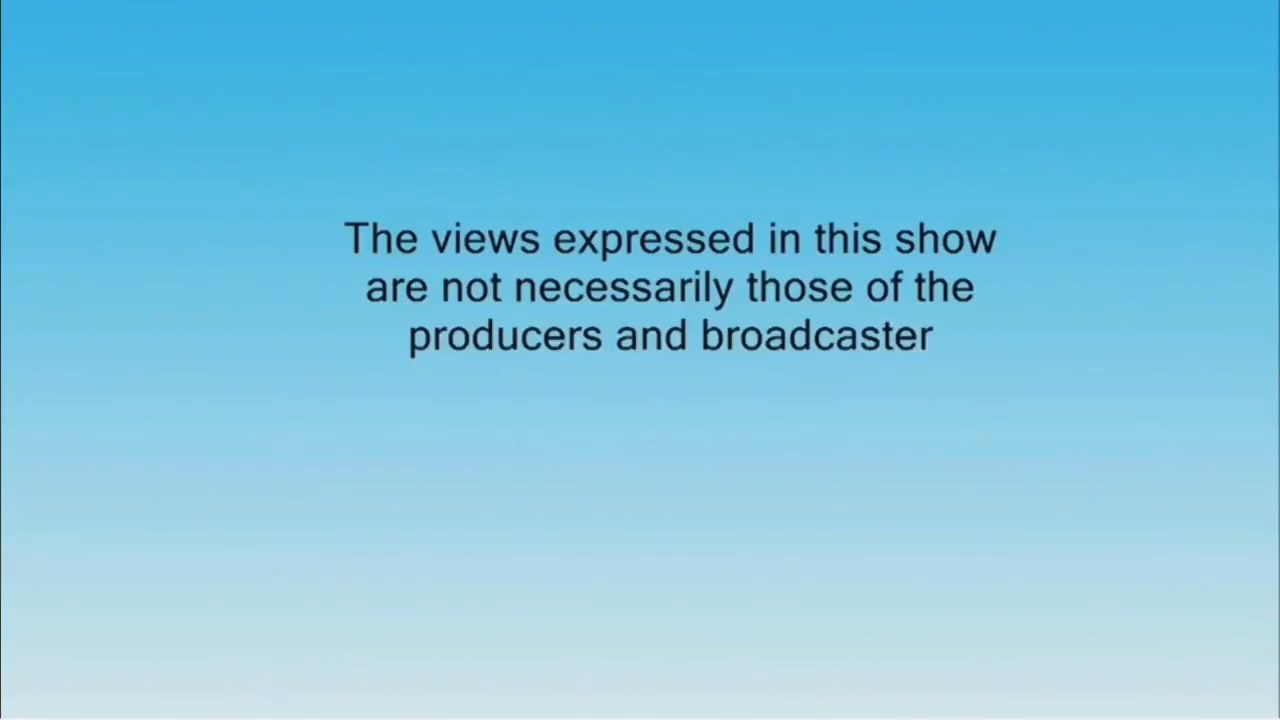 The views expressed in this show
are not necessarily those of the
producers and broadcaster